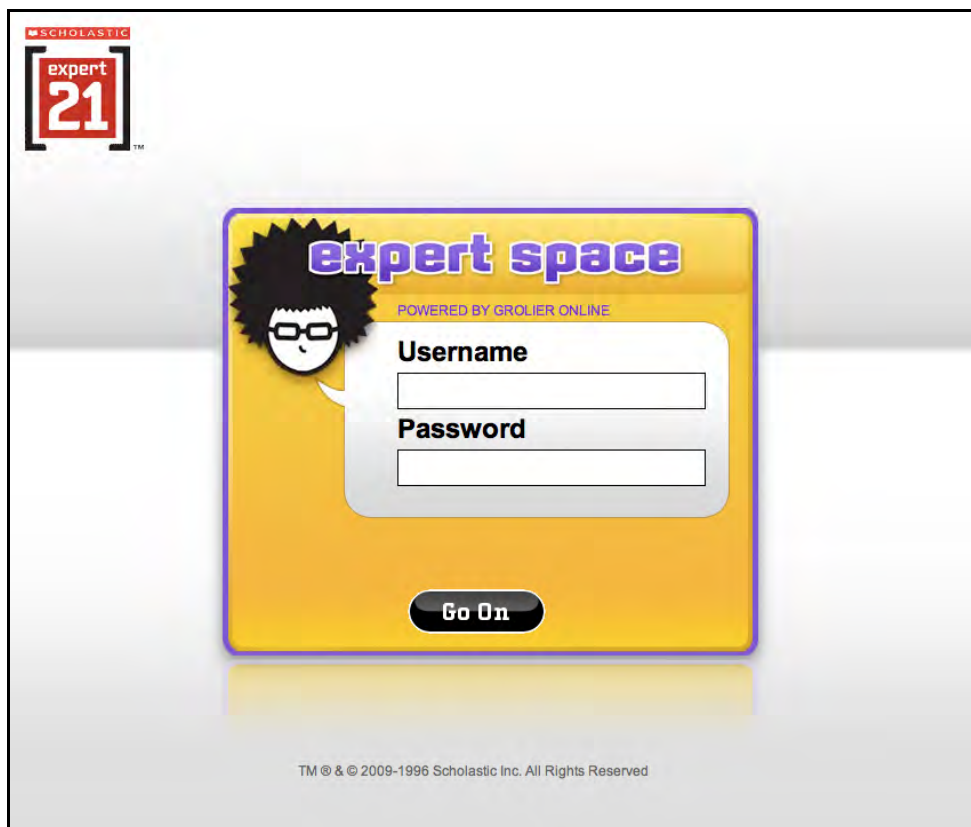 SCHOLASTIC
expert
21
TM
expert space
POWERED BY GROLIER ONLINE
Username
Password
Go On
TM ® & © 2009-1996 Scholastic Inc. All Rights Reserved